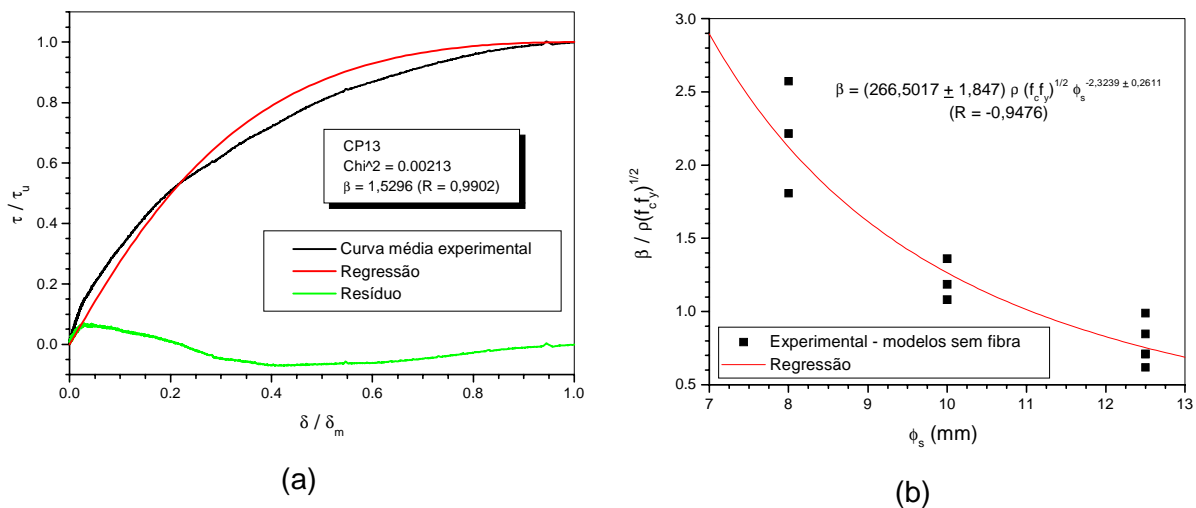 1.0
0.8
0.6
0.4
0.2
0.0
τ / τu
CP13
Chi^2 = 0.00213
β = 1,5296 (R = 0,9902)
Curva média experimental
Regressão
Resíduo
0.0 0.2 0.4 0.6 0.8 1.0
δ / δm
(a)
3.0
2.5
2.0
1.5
1.0
0.5
β / ρ(fcfy)^1/2
β = (266,5017 ± 1,847) ρ (fcfy)^1/2 ϕs^-2,3239 ± 0,2611
(R = -0,9476)
Experimental - modelos sem fibra
Regressão
7 8 9 10 11 12 13
ϕs (mm)
(b)